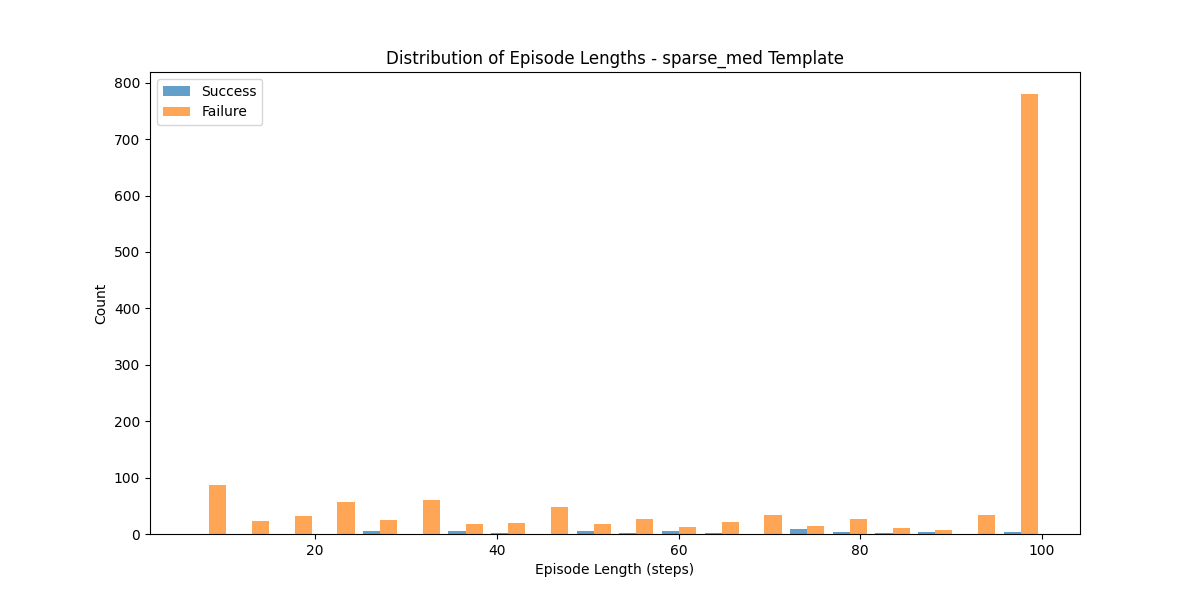 Distribution of Episode Lengths - sparse_med Template
Success
Failure
800
700
600
500
400
300
200
100
0
Count
20
40
60
80
100
Episode Length (steps)